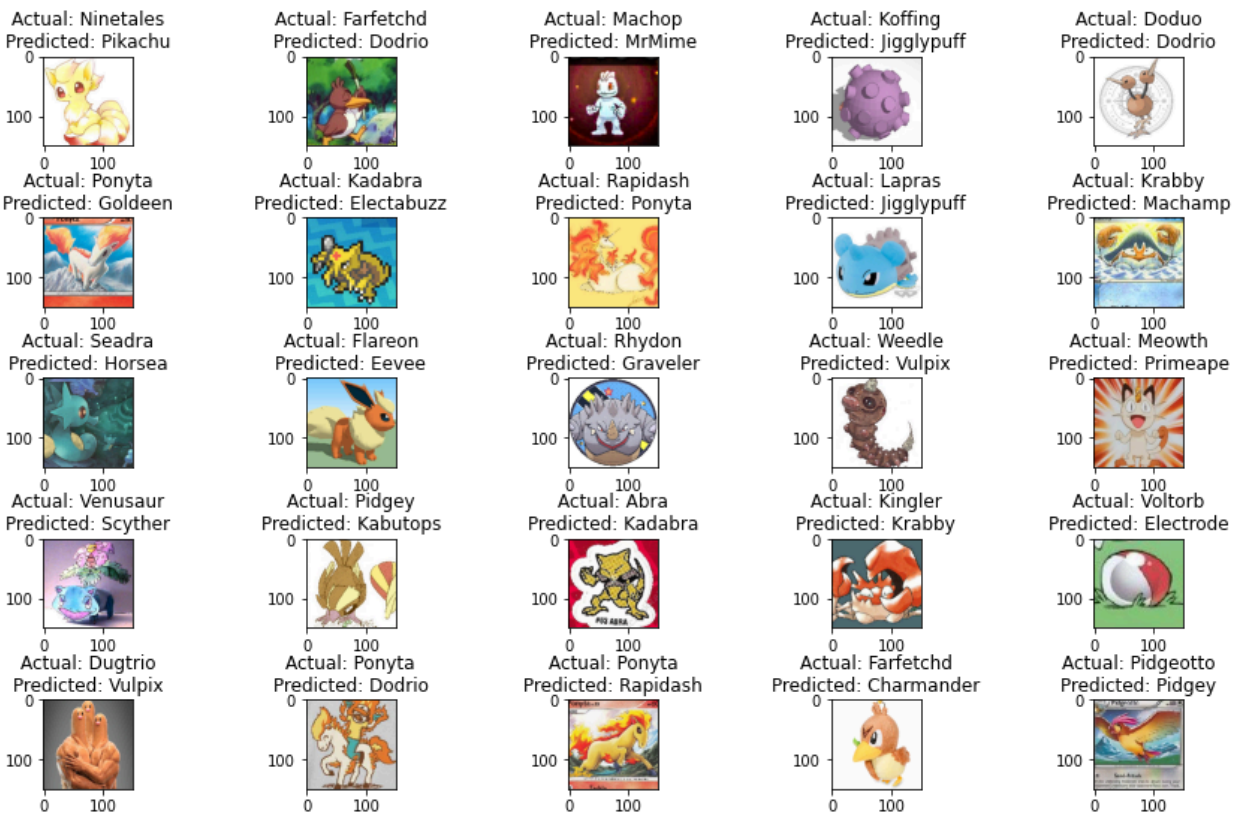 Actual: Ninetales
Predicted: Pikachu
0
100
0
100
Actual: Farfetchd
Predicted: Dodrio
0
100
0
100
Actual: Machop
Predicted: MrMime
0
100
0
100
Actual: Koffing
Predicted: Jigglypuff
0
100
0
100
Actual: Doduo
Predicted: Dodrio
0
100
0
100
Actual: Ponyta
Predicted: Goldeen
0
100
0
100
Actual: Kadabra
Predicted: Electabuzz
0
100
0
100
Actual: Rapidash
Predicted: Ponyta
0
100
0
100
Actual: Lapras
Predicted: Jigglypuff
0
100
0
100
Actual: Krabby
Predicted: Machamp
0
100
0
100
Actual: Seadra
Predicted: Horsea
0
100
0
100
Actual: Flareon
Predicted: Eevee
0
100
0
100
Actual: Rhydon
Predicted: Graveler
0
100
0
100
Actual: Weedle
Predicted: Vulpix
0
100
0
100
Actual: Meowth
Predicted: Primeape
0
100
0
100
Actual: Venusaur
Predicted: Scyther
0
100
0
100
Actual: Pidgey
Predicted: Kabutops
0
100
0
100
Actual: Abra
Predicted: Kadabra
0
100
#63 ABRA
0
100
Actual: Kingler
Predicted: Krabby
0
100
0
100
Actual: Voltorb
Predicted: Electrode
0
100
0
100
Actual: Dugtrio
Predicted: Vulpix
0
100
0
100
Actual: Ponyta
Predicted: Dodrio
0
100
0
100
Actual: Ponyta
Predicted: Rapidash
0
100
0
100
Actual: Farfetchd
Predicted: Charmander
0
100
0
100
Actual: Pidgeotto
Predicted: Pidgey
0
Pidgeotto
100
0
100